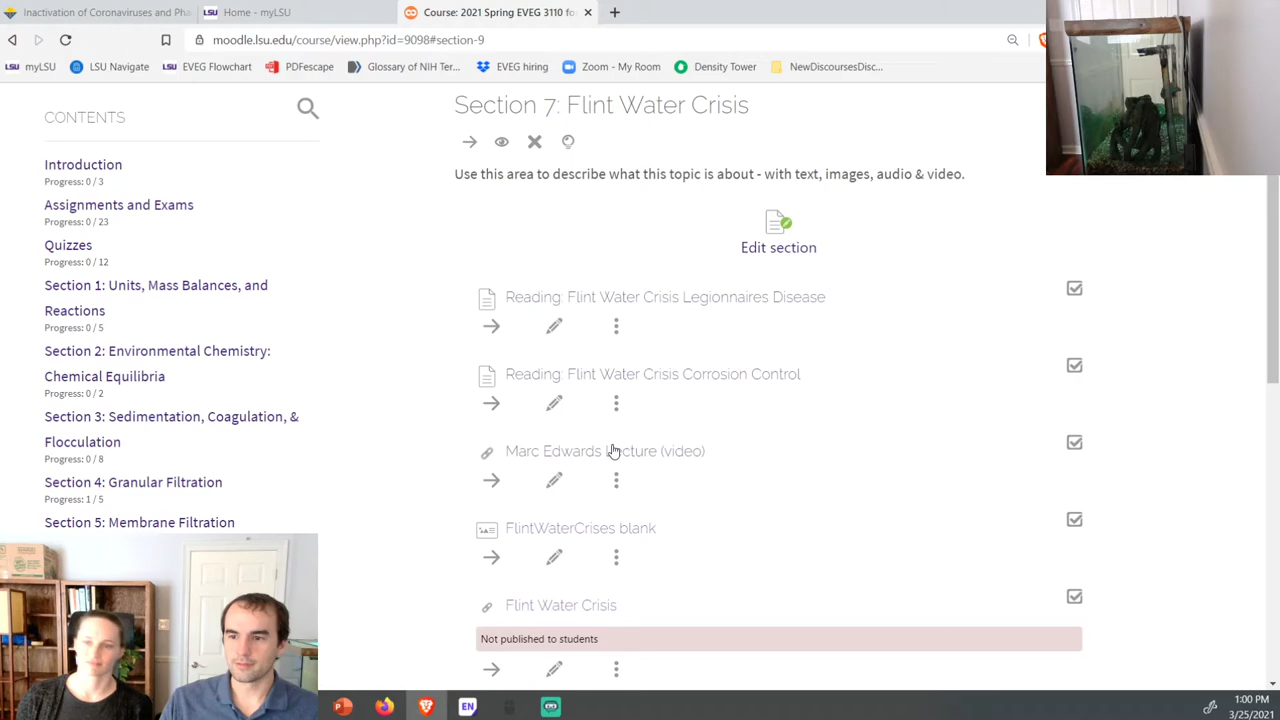 Inactivation of Coronaviruses and Pha
LSU Home - myLSU
Course: 2021 Spring EVEG 3110 fo
moodle.lsu.edu/course/view.php?id=9098#section-9
LSU myLSU
LSU Navigate
LSU EVEG Flowchart
PDFescape
Glossary of NIH Ter...
EVEG hiring
Zoom - My Room
Density Tower
NewDiscoursesDisc...
CONTENTS
Introduction
Progress: 0 / 3
Assignments and Exams
Progress: 0 / 23
Quizzes
Progress: 0 / 12
Section 1: Units, Mass Balances, and
Reactions
Progress: 0 / 5
Section 2: Environmental Chemistry:
Chemical Equilibria
Progress: 0 / 2
Section 3: Sedimentation, Coagulation, &
Flocculation
Progress: 0 / 8
Section 4: Granular Filtration
Progress: 1 / 5
Section 5: Membrane Filtration
Section 7: Flint Water Crisis
Use this area to describe what this topic is about - with text, images, audio & video.
Edit section
Reading: Flint Water Crisis Legionnaires Disease
Reading: Flint Water Crisis Corrosion Control
Marc Edwards Lecture (video)
FlintWaterCrises blank
Flint Water Crisis
Not published to students
EN
1:00 PM
3/25/2021